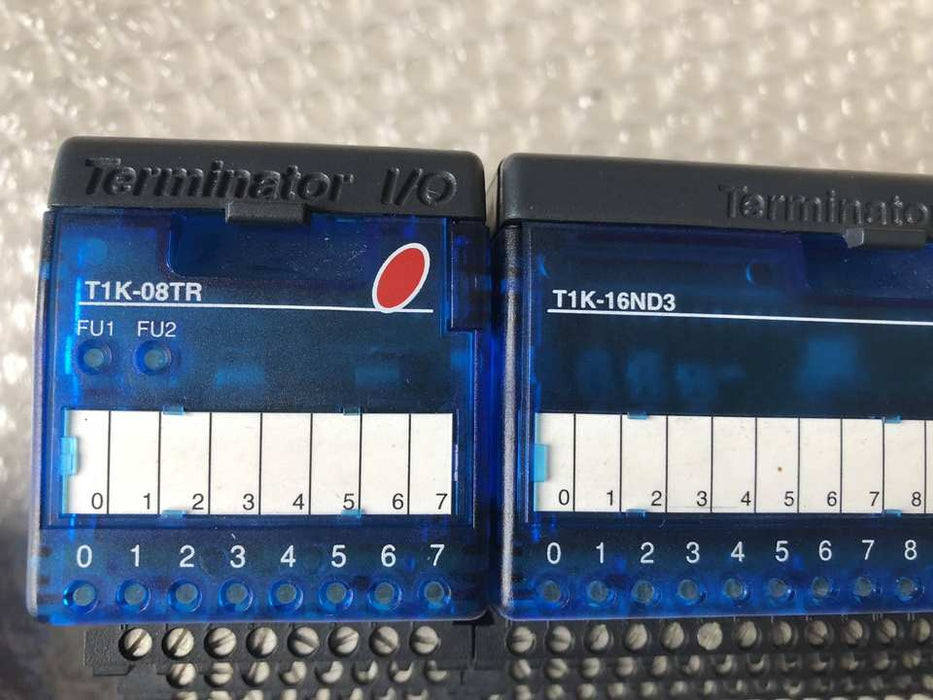 Terminator I/O
T1K-08TR
FU1 FU2
0 1 2 3 4 5 6 7
0 1 2 3 4 5 6 7
Terminato
T1K-16ND3
0 1 2 3 4 5 6 7 8
0 1 2 3 4 5 6 7 8